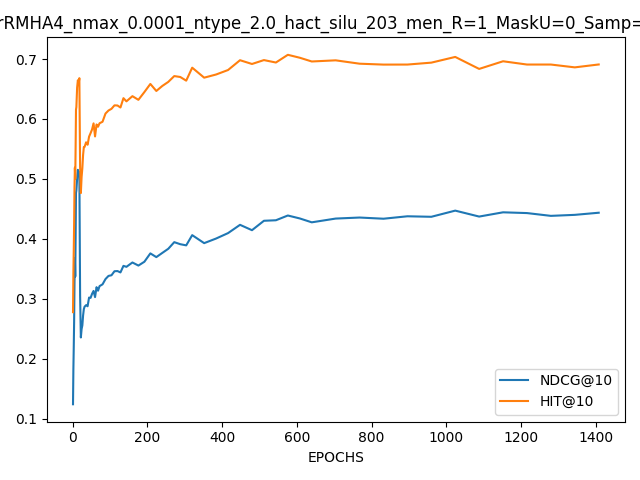 rRMHA4_nmax_0.0001_ntype_2.0_hact_silu_203_men_R=1_MaskU=0_Samp=
0.7
0.6
0.5
0.4
0.3
0.2
0.1
NDCG@10
HIT@10
0 200 400 600 800 1000 1200 1400
EPOCHS